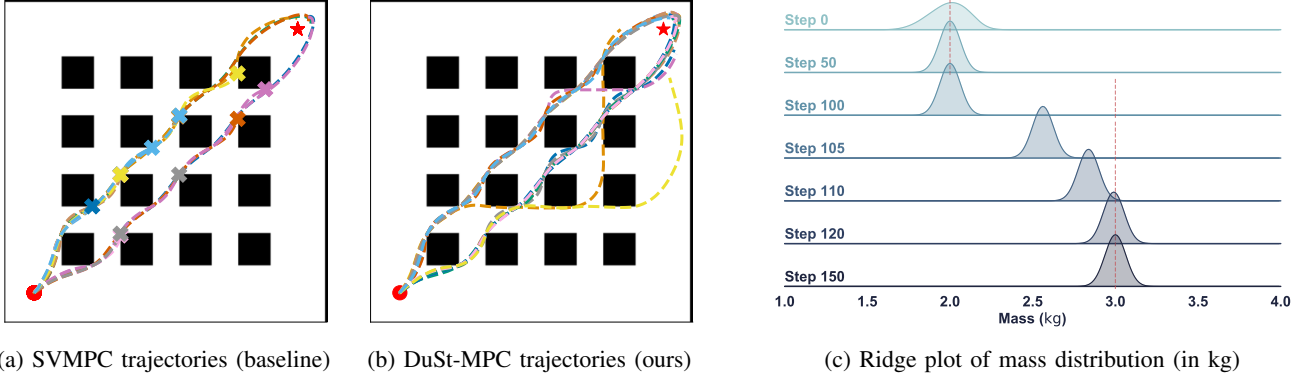 Step 0
Step 50
Step 100
Step 105
Step 110
Step 120
Step 150
1.0 1.5 2.0 2.5 3.0 3.5 4.0
Mass (kg)
(a) SVMPC trajectories (baseline)
(b) DuSt-MPC trajectories (ours)
(c) Ridge plot of mass distribution (in kg)